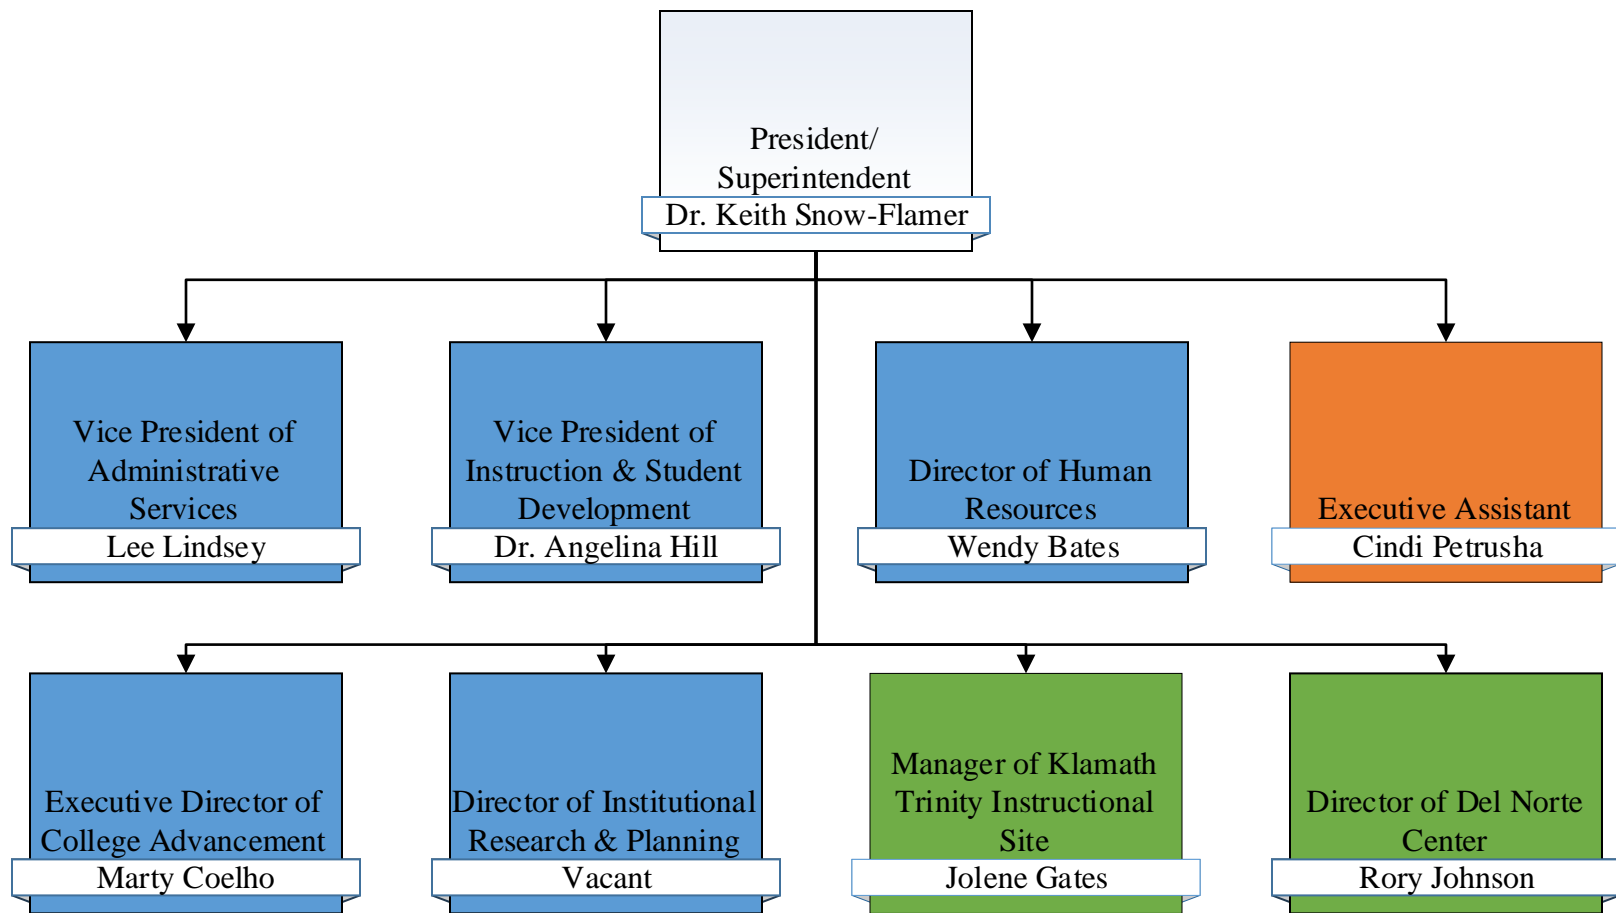 President/
Superintendent
Dr. Keith Snow-Flamer
Vice President of
Administrative
Services
Lee Lindsey
Vice President of
Instruction & Student
Development
Dr. Angelina Hill
Director of Human
Resources
Wendy Bates
Executive Assistant
Cindi Petrusha
Executive Director of
College Advancement
Marty Coelho
Director of Institutional
Research & Planning
Vacant
Manager of Klamath
Trinity Instructional
Site
Jolene Gates
Director of Del Norte
Center
Rory Johnson